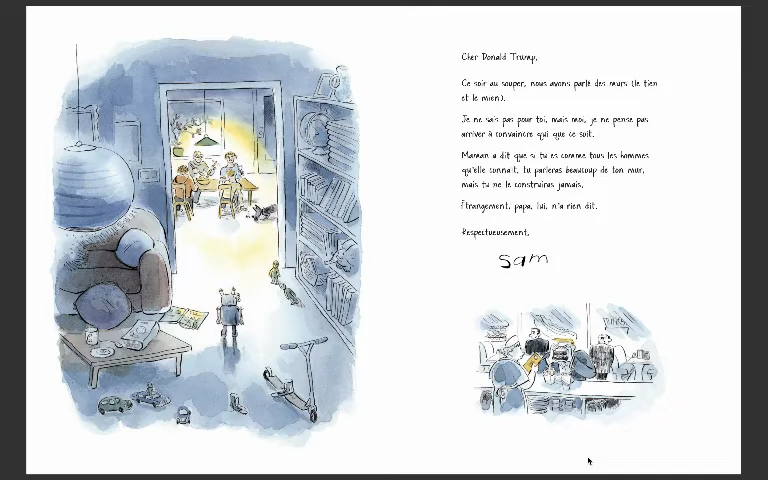 Cher Donald Trump,
Ce soir au souper, nous avons parlé des murs (le tien
et le mien).
Je ne sais pas pour toi, mais moi, je ne pense pas
arriver à convaincre qui que ce soit.
Maman a dit que si tu es comme tous les hommes
qu'elle connaît, tu parleras beaucoup de ton mur,
mais tu ne le construiras jamais.
Étrangement, papa, lui, n'a rien dit.
Respectueusement,
Sam